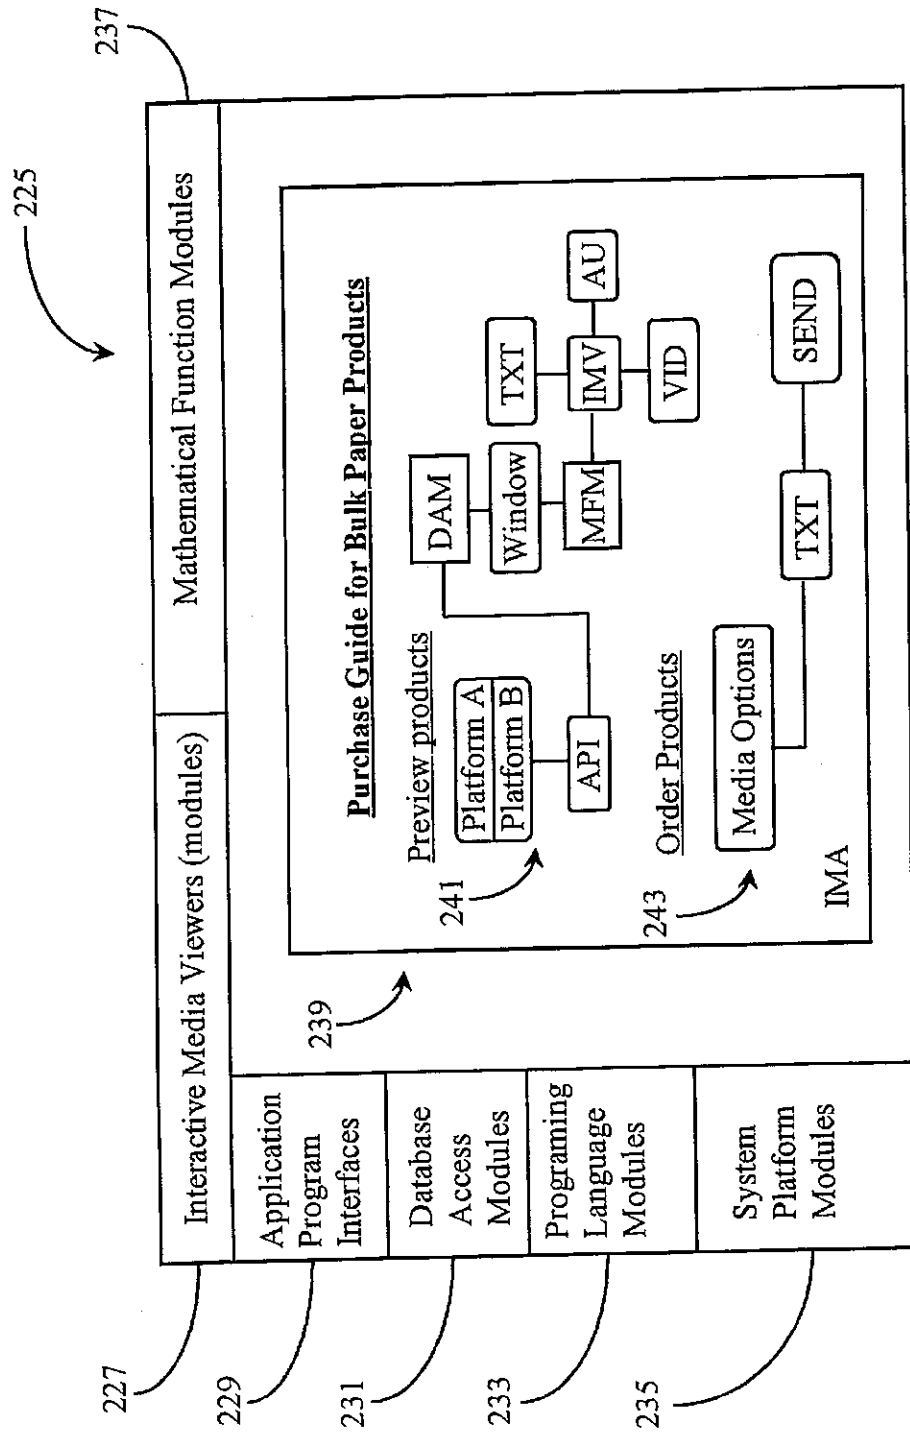 225
237
Interactive Media Viewers (modules)
Mathematical Function Modules
227
229
Application
Program
Interfaces
231
Database
Access
Modules
233
Programing
Language
Modules
235
System
Platform
Modules
239
Purchase Guide for Bulk Paper Products
Preview products
241
Platform A
Platform B
API
DAM
Window
MFM
TXT
IMV
AU
VID
Order Products
243
Media Options
TXT
SEND
IMA